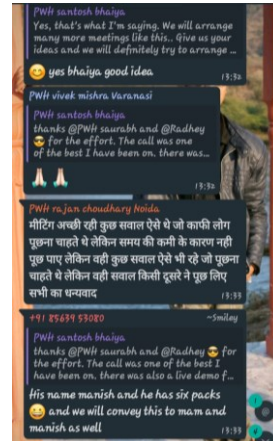 PWH santosh bhaiya
Yes, that's what I'm saying. We will arrange
many more meetings like this.. Give us your
ideas and we will definitely try to arrange ...
😊 yes bhaiya good idea
13:32
PWH vivek mishra Varanasi
PWH santosh bhaiya
thanks @PWH saurabh and @Radhey
😎 for the effort. The call was one
of the best I have been on. there was...
🙏🏻🙏🏻
13:32
PWH rajan choudhary Noida
मीटिंग अच्छी रही कुछ सवाल ऐसे थे जो काफी लोग
पूछना चाहते थे लेकिन समय की कमी के कारण नही
पूछ पाए लेकिन वही कुछ सवाल ऐसे भी रहे जो पूछना
चाहते थे लेकिन वही सवाल किसी दूसरे ने पूछ लिए
सभी का धन्यवाद
13:33
+91 85639 53080 ~Smiley
PWH santosh bhaiya
thanks @PWH saurabh and @Radhey 😎 for
the effort. The call was one of the best I
have been on. there was also a live demo f...
His name manish and he has six packs
😀 and we will convey this to mam and
manish as well
13:33